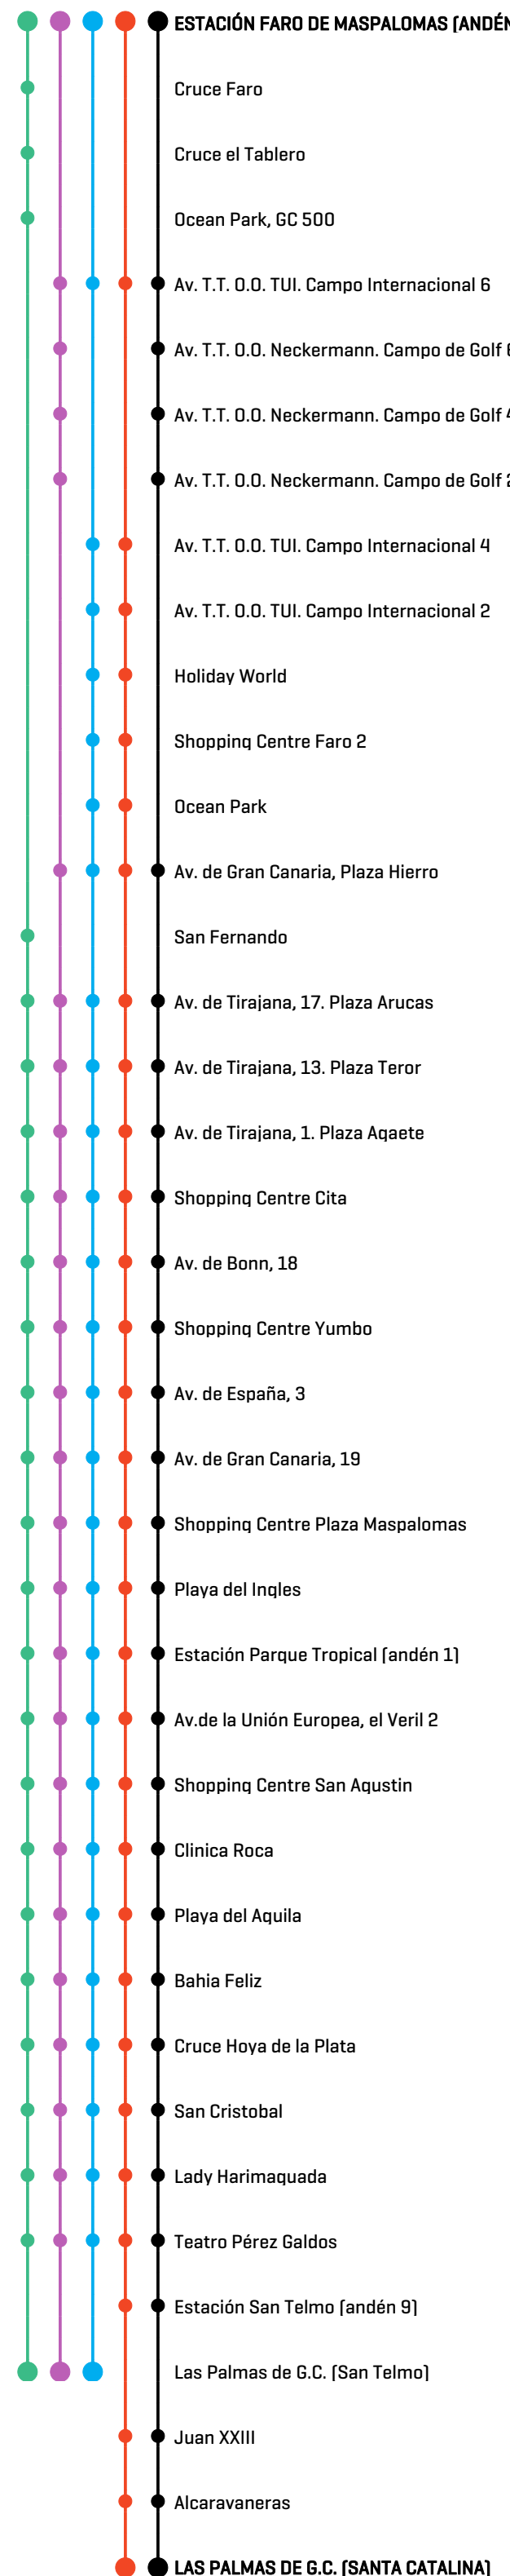 ESTACIÓN FARO DE MASPALOMAS (ANDÉN
Cruce Faro
Cruce el Tablero
Ocean Park, GC 500
Av. T.T. O.O. TUI. Campo Internacional 6
Av. T.T. O.O. Neckermann. Campo de Golf 6
Av. T.T. O.O. Neckermann. Campo de Golf 4
Av. T.T. O.O. Neckermann. Campo de Golf 2
Av. T.T. O.O. TUI. Campo Internacional 4
Av. T.T. O.O. TUI. Campo Internacional 2
Holiday World
Shopping Centre Faro 2
Ocean Park
Av. de Gran Canaria, Plaza Hierro
San Fernando
Av. de Tirajana, 17. Plaza Arucas
Av. de Tirajana, 13. Plaza Teror
Av. de Tirajana, 1. Plaza Agaete
Shopping Centre Cita
Av. de Bonn, 18
Shopping Centre Yumbo
Av. de España, 3
Av. de Gran Canaria, 19
Shopping Centre Plaza Maspalomas
Playa del Ingles
Estación Parque Tropical (andén 1)
Av.de la Unión Europea, el Veril 2
Shopping Centre San Agustin
Clinica Roca
Playa del Aguila
Bahia Feliz
Cruce Hoya de la Plata
San Cristobal
Lady Harimaguada
Teatro Pérez Galdos
Estación San Telmo (andén 9)
Las Palmas de G.C. (San Telmo)
Juan XXIII
Alcaravaneras
LAS PALMAS DE G.C. (SANTA CATALINA)